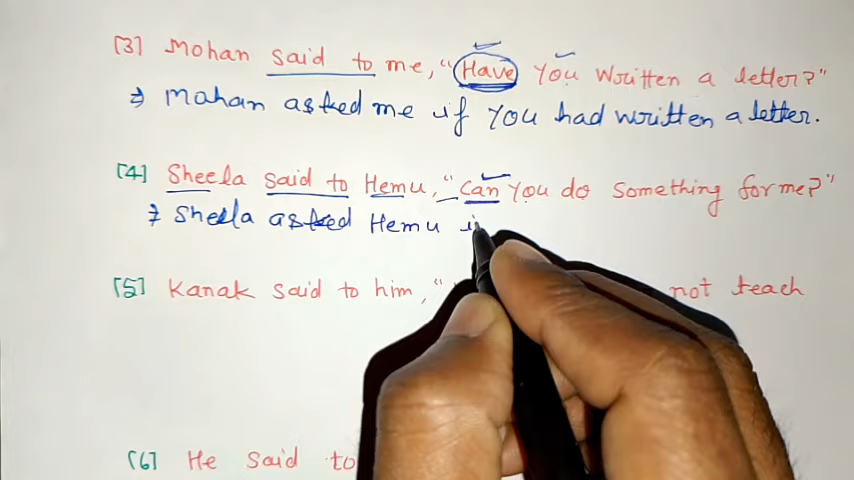 [3] Mohan said to me, "Have you written a letter?"
⇒ Mohan asked me if you had written a letter.
[4] Sheela said to Hemu, "Can you do something for me?"
⇒ Sheela asked Hemu i
[5] Kanak said to him, " not teach
[6] He said to